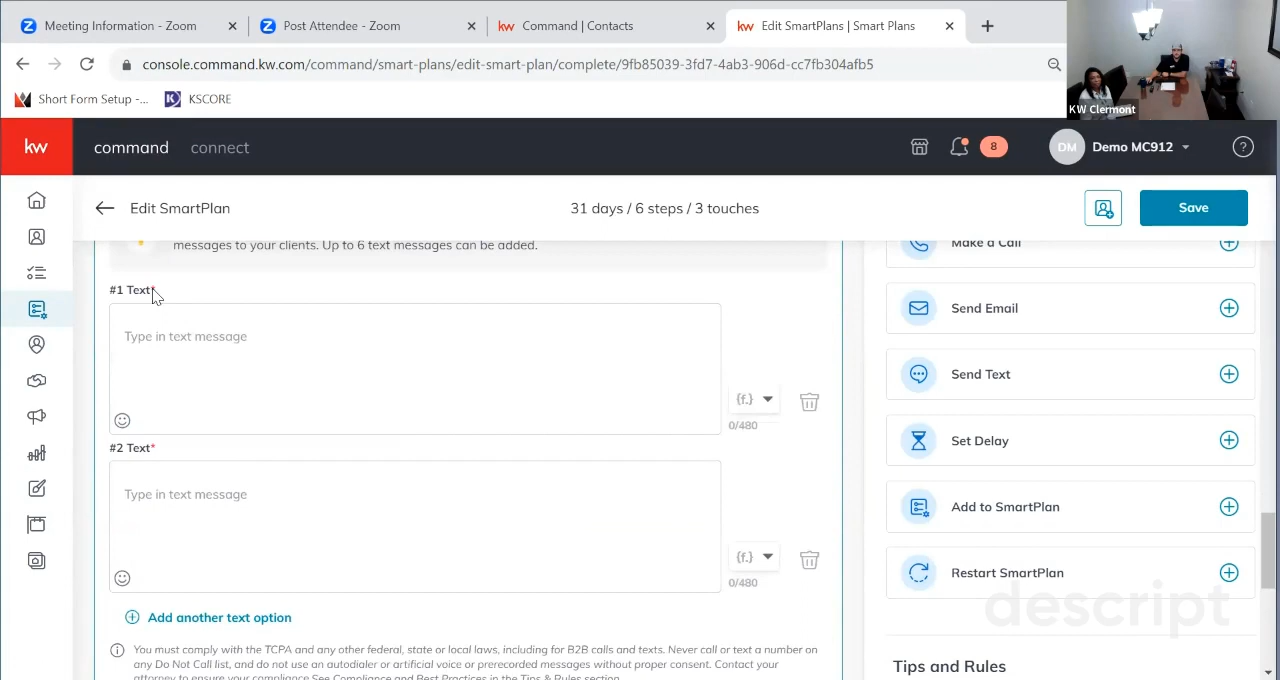 Meeting Information - Zoom
Post Attendee - Zoom
kw Command | Contacts
kw Edit SmartPlans | Smart Plans
console.command.kw.com/command/smart-plans/edit-smart-plan/complete/9fb85039-3fd7-4ab3-906d-cc7fb304afb5
Short Form Setup -...
KSCORE
KW Clermont
kw
command
connect
8
DM
Demo MC912
?
Edit SmartPlan
31 days / 6 steps / 3 touches
Save
messages to your clients. Up to 6 text messages can be added.
Make a Call
#1 Text*
Type in text message
{f.}
0/480
Send Email
Send Text
#2 Text*
Type in text message
{f.}
0/480
Set Delay
Add to SmartPlan
Restart SmartPlan
descript
Add another text option
You must comply with the TCPA and any other federal, state or local laws, including for B2B calls and texts. Never call or text a number on
any Do Not Call list, and do not use an autodialer or artificial voice or prerecorded messages without proper consent. Contact your
attorney to ensure your compliance See Compliance and Best Practices in the Tips & Rules section.
Tips and Rules